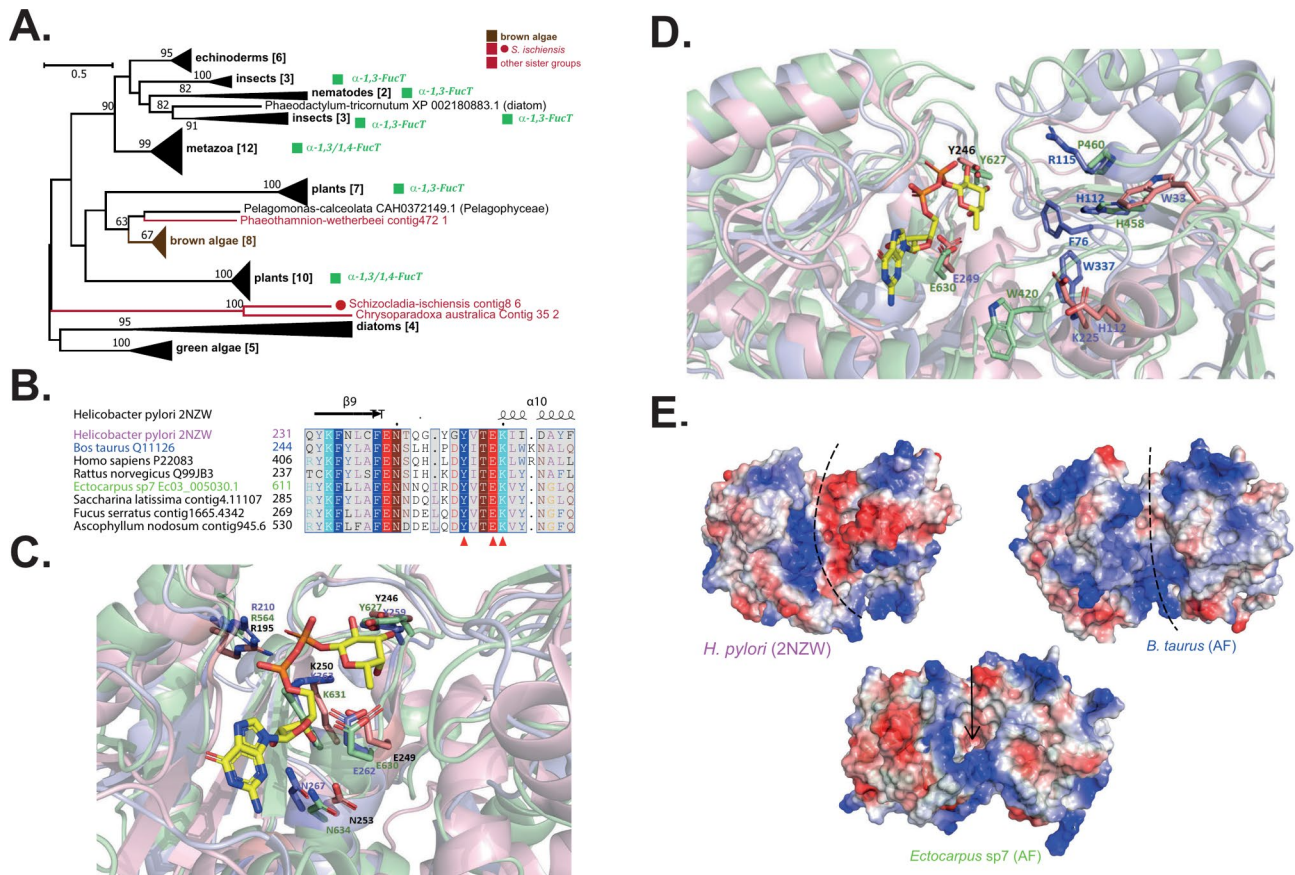 A.
brown algae
S. ischiensis
other sister groups
0.5
95
echinoderms [6]
100
insects [3]
α-1,3-FucT
82
nematodes [2]
α-1,3-FucT
90
82
Phaeodactylum-tricornutum XP 002180883.1 (diatom)
91
insects [3]
α-1,3-FucT
α-1,3-FucT
99
metazoa [12]
α-1,3/1,4-FucT
100
plants [7]
α-1,3-FucT
Pelagomonas-calceolata CAH0372149.1 (Pelagophyceae)
63
Phaeothamnion-wetherbeei contig472 1
67
brown algae [8]
100
plants [10]
α-1,3/1,4-FucT
100
Schizocladia-ischiensis contig8 6
Chrysoparadoxa australica Contig 35 2
95
diatoms [4]
100
green algae [5]
B.
β9
α10
Helicobacter pylori 2NZW
TT
Helicobacter pylori 2NZW 231 QYKFNLCFENTQG.YGYVTEKII.DAYF
Bos taurus Q11126 244 QYKFYLAFENSLHPDYITEKLWKNALL
Homo sapiens P22083 406
Rattus norvegicus Q99JB3 237
Ectocarpus sp7 Ec03_005030.1 611
Saccharina latissima contig4.11107 285
Fucus serratus contig1665.4342 269
Ascophyllum nodosum contig945.6 530
C.
R210
R564
R195
Y246
Y627
Y259
K250
K631
E249
E262
E630
N267
N253
N634
D.
Y246
Y627
P460
R115
H112
W33
H458
F76
E249
E630
W337
W420
H112
K225
E.
H. pylori (2NZW)
B. taurus (AF)
Ectocarpus sp7 (AF)